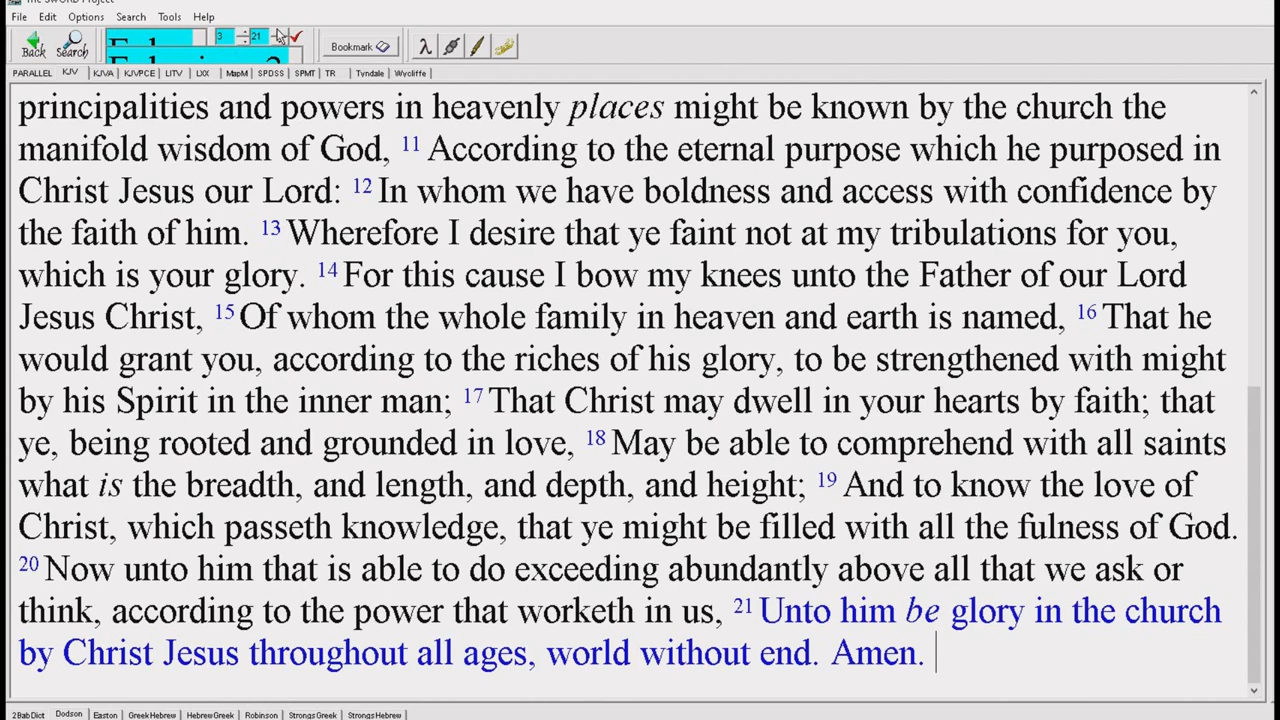 The SWORD Project
File Edit Options Search Tools Help
Back Search 3 21 Bookmark λ
PARALLEL KJV KJVA KJVPCE LITV LXX MapM SPDSS SPMT TR Tyndale Wycliffe
principalities and powers in heavenly places might be known by the church the
manifold wisdom of God, 11 According to the eternal purpose which he purposed in
Christ Jesus our Lord: 12 In whom we have boldness and access with confidence by
the faith of him. 13 Wherefore I desire that ye faint not at my tribulations for you,
which is your glory. 14 For this cause I bow my knees unto the Father of our Lord
Jesus Christ, 15 Of whom the whole family in heaven and earth is named, 16 That he
would grant you, according to the riches of his glory, to be strengthened with might
by his Spirit in the inner man; 17 That Christ may dwell in your hearts by faith; that
ye, being rooted and grounded in love, 18 May be able to comprehend with all saints
what is the breadth, and length, and depth, and height; 19 And to know the love of
Christ, which passeth knowledge, that ye might be filled with all the fulness of God.
20 Now unto him that is able to do exceeding abundantly above all that we ask or
think, according to the power that worketh in us, 21 Unto him be glory in the church
by Christ Jesus throughout all ages, world without end. Amen.
2BabDict Dodson Easton GreekHebrew HebrewGreek Robinson StrongsGreek StrongsHebrew